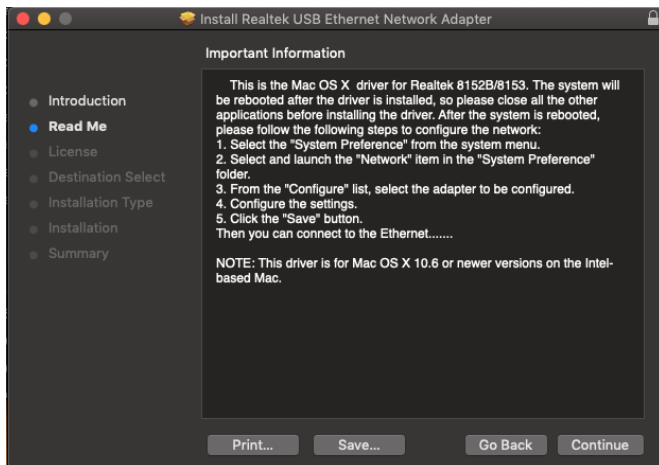 Install Realtek USB Ethernet Network Adapter
Important Information
Introduction
Read Me
License
Destination Select
Installation Type
Installation
Summary
This is the Mac OS X driver for Realtek 8152B/8153. The system will
be rebooted after the driver is installed, so please close all the other
applications before installing the driver. After the system is rebooted,
please follow the following steps to configure the network:
1. Select the "System Preference" from the system menu.
2. Select and launch the "Network" item in the "System Preference"
folder.
3. From the "Configure" list, select the adapter to be configured.
4. Configure the settings.
5. Click the "Save" button.
Then you can connect to the Ethernet.......
NOTE: This driver is for Mac OS X 10.6 or newer versions on the Intel-
based Mac.
Print... Save... Go Back Continue